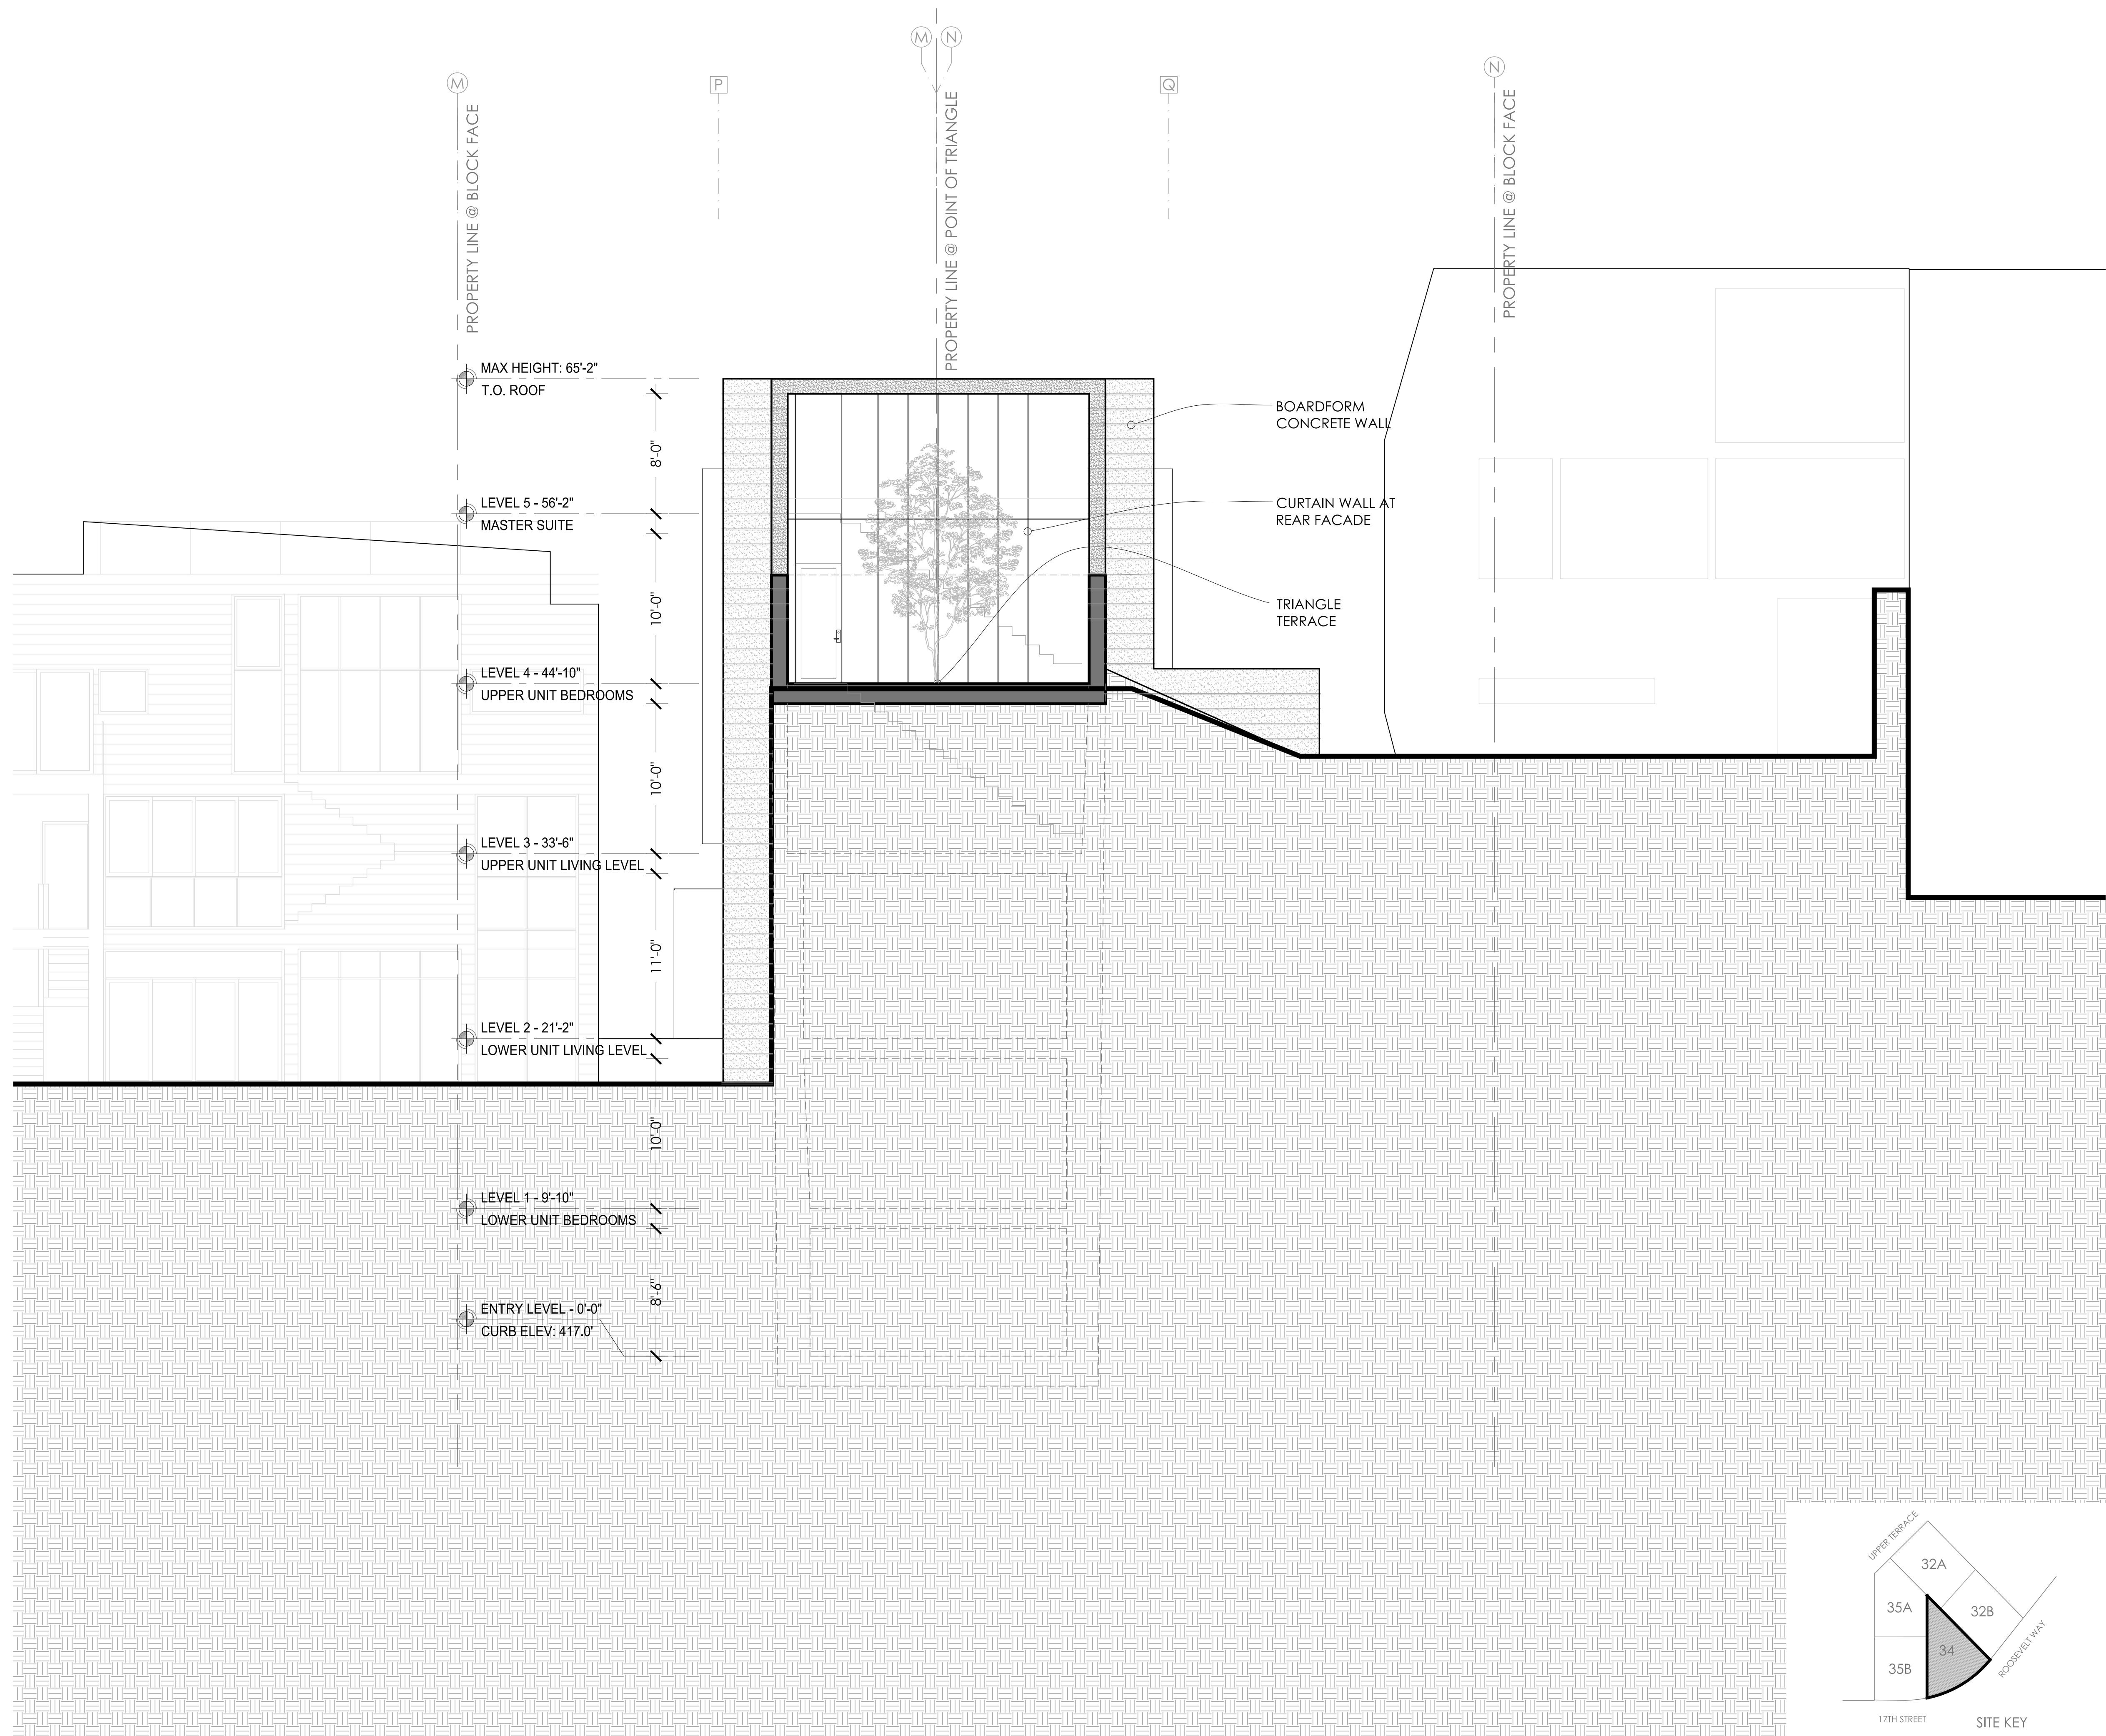 M N
M
P
Q
N
PROPERTY LINE @ BLOCK FACE
PROPERTY LINE @ POINT OF TRIANGLE
PROPERTY LINE @ BLOCK FACE
MAX HEIGHT: 65'-2"
T.O. ROOF
8'-0"
BOARDFORM
CONCRETE WALL
LEVEL 5 - 56'-2"
MASTER SUITE
CURTAIN WALL AT
REAR FACADE
10'-0"
TRIANGLE
TERRACE
LEVEL 4 - 44'-10"
UPPER UNIT BEDROOMS
10'-0"
LEVEL 3 - 33'-6"
UPPER UNIT LIVING LEVEL
11'-0"
LEVEL 2 - 21'-2"
LOWER UNIT LIVING LEVEL
10'-0"
LEVEL 1 - 9'-10"
LOWER UNIT BEDROOMS
8'-6"
ENTRY LEVEL - 0'-0"
CURB ELEV: 417.0'
UPPER TERRACE
32A
35A
32B
34
35B
ROOSEVELT WAY
17TH STREET
SITE KEY